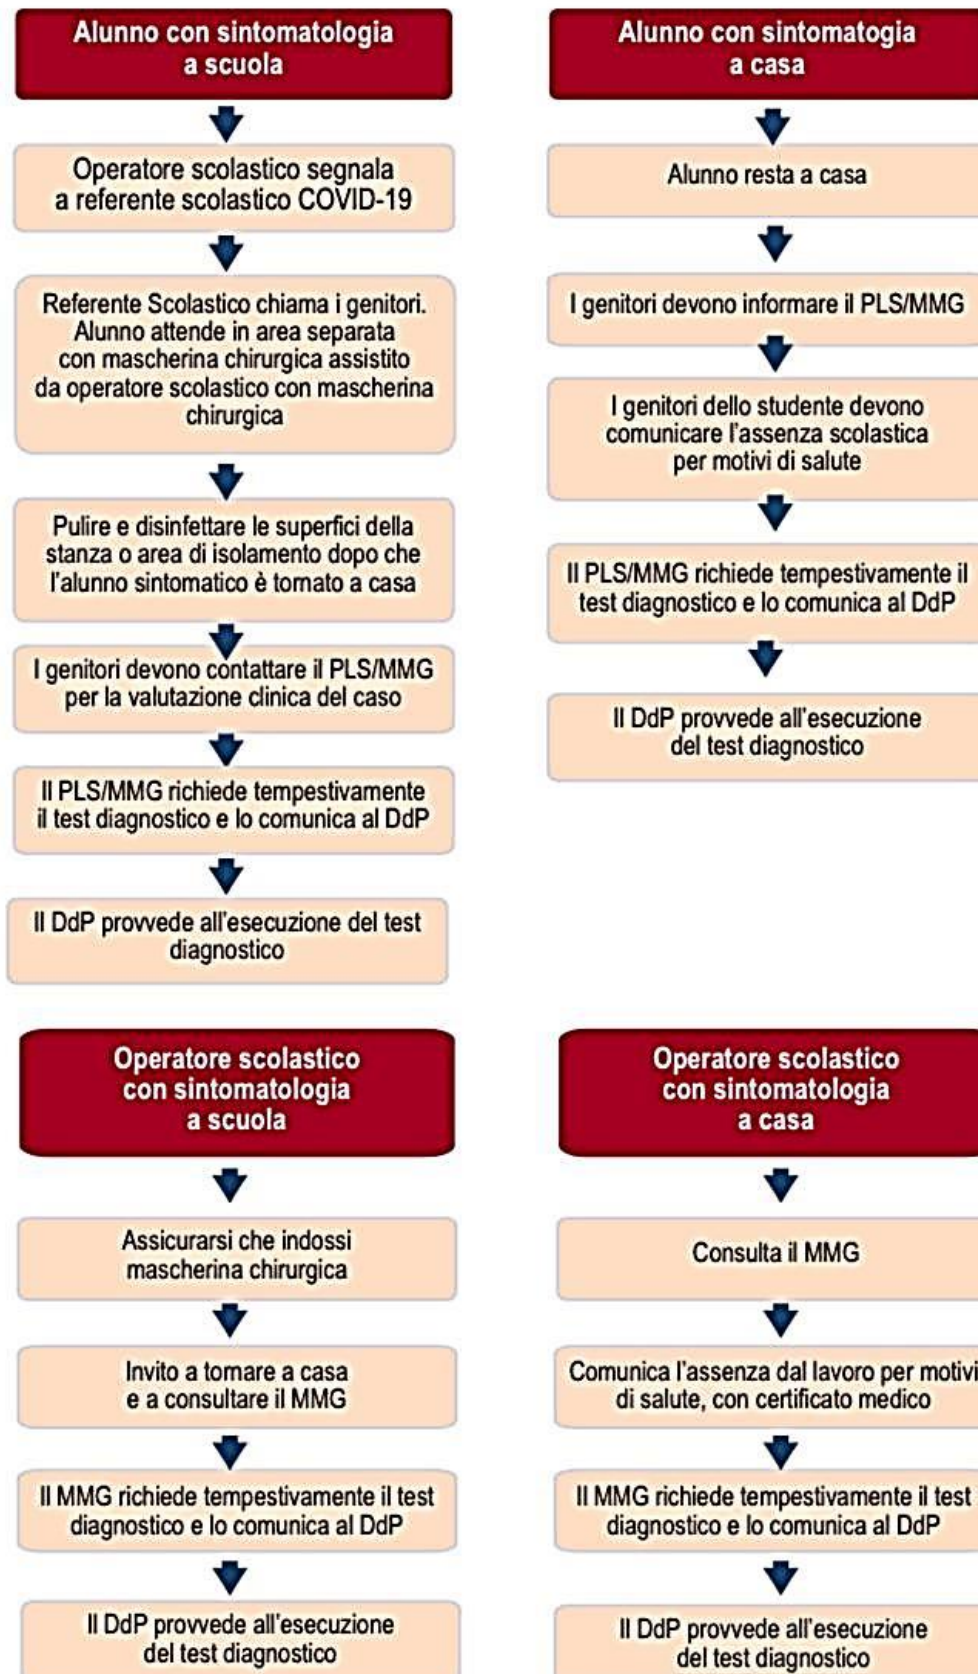 Alunno con sintomatologia
a scuola
Operatore scolastico segnala
a referente scolastico COVID-19
Referente Scolastico chiama i genitori.
Alunno attende in area separata
con mascherina chirurgica assistito
da operatore scolastico con mascherina
chirurgica
Pulire e disinfettare le superfici della
stanza o area di isolamento dopo che
l'alunno sintomatico è tornato a casa
I genitori devono contattare il PLS/MMG
per la valutazione clinica del caso
Il PLS/MMG richiede tempestivamente
il test diagnostico e lo comunica al DdP
Il DdP provvede all'esecuzione del test
diagnostico
Alunno con sintomatogia
a casa
Alunno resta a casa
I genitori devono informare il PLS/MMG
I genitori dello studente devono
comunicare l'assenza scolastica
per motivi di salute
Il PLS/MMG richiede tempestivamente il
test diagnostico e lo comunica al DdP
Il DdP provvede all'esecuzione
del test diagnostico
Operatore scolastico
con sintomatologia
a scuola
Assicurarsi che indossi
mascherina chirurgica
Invito a tornare a casa
e a consultare il MMG
Il MMG richiede tempestivamente il test
diagnostico e lo comunica al DdP
Il DdP provvede all'esecuzione
del test diagnostico
Operatore scolastico
con sintomatologia
a casa
Consulta il MMG
Comunica l'assenza dal lavoro per motivi
di salute, con certificato medico
Il MMG richiede tempestivamente il test
diagnostico e lo comunica al DdP
Il DdP provvede all'esecuzione
del test diagnostico